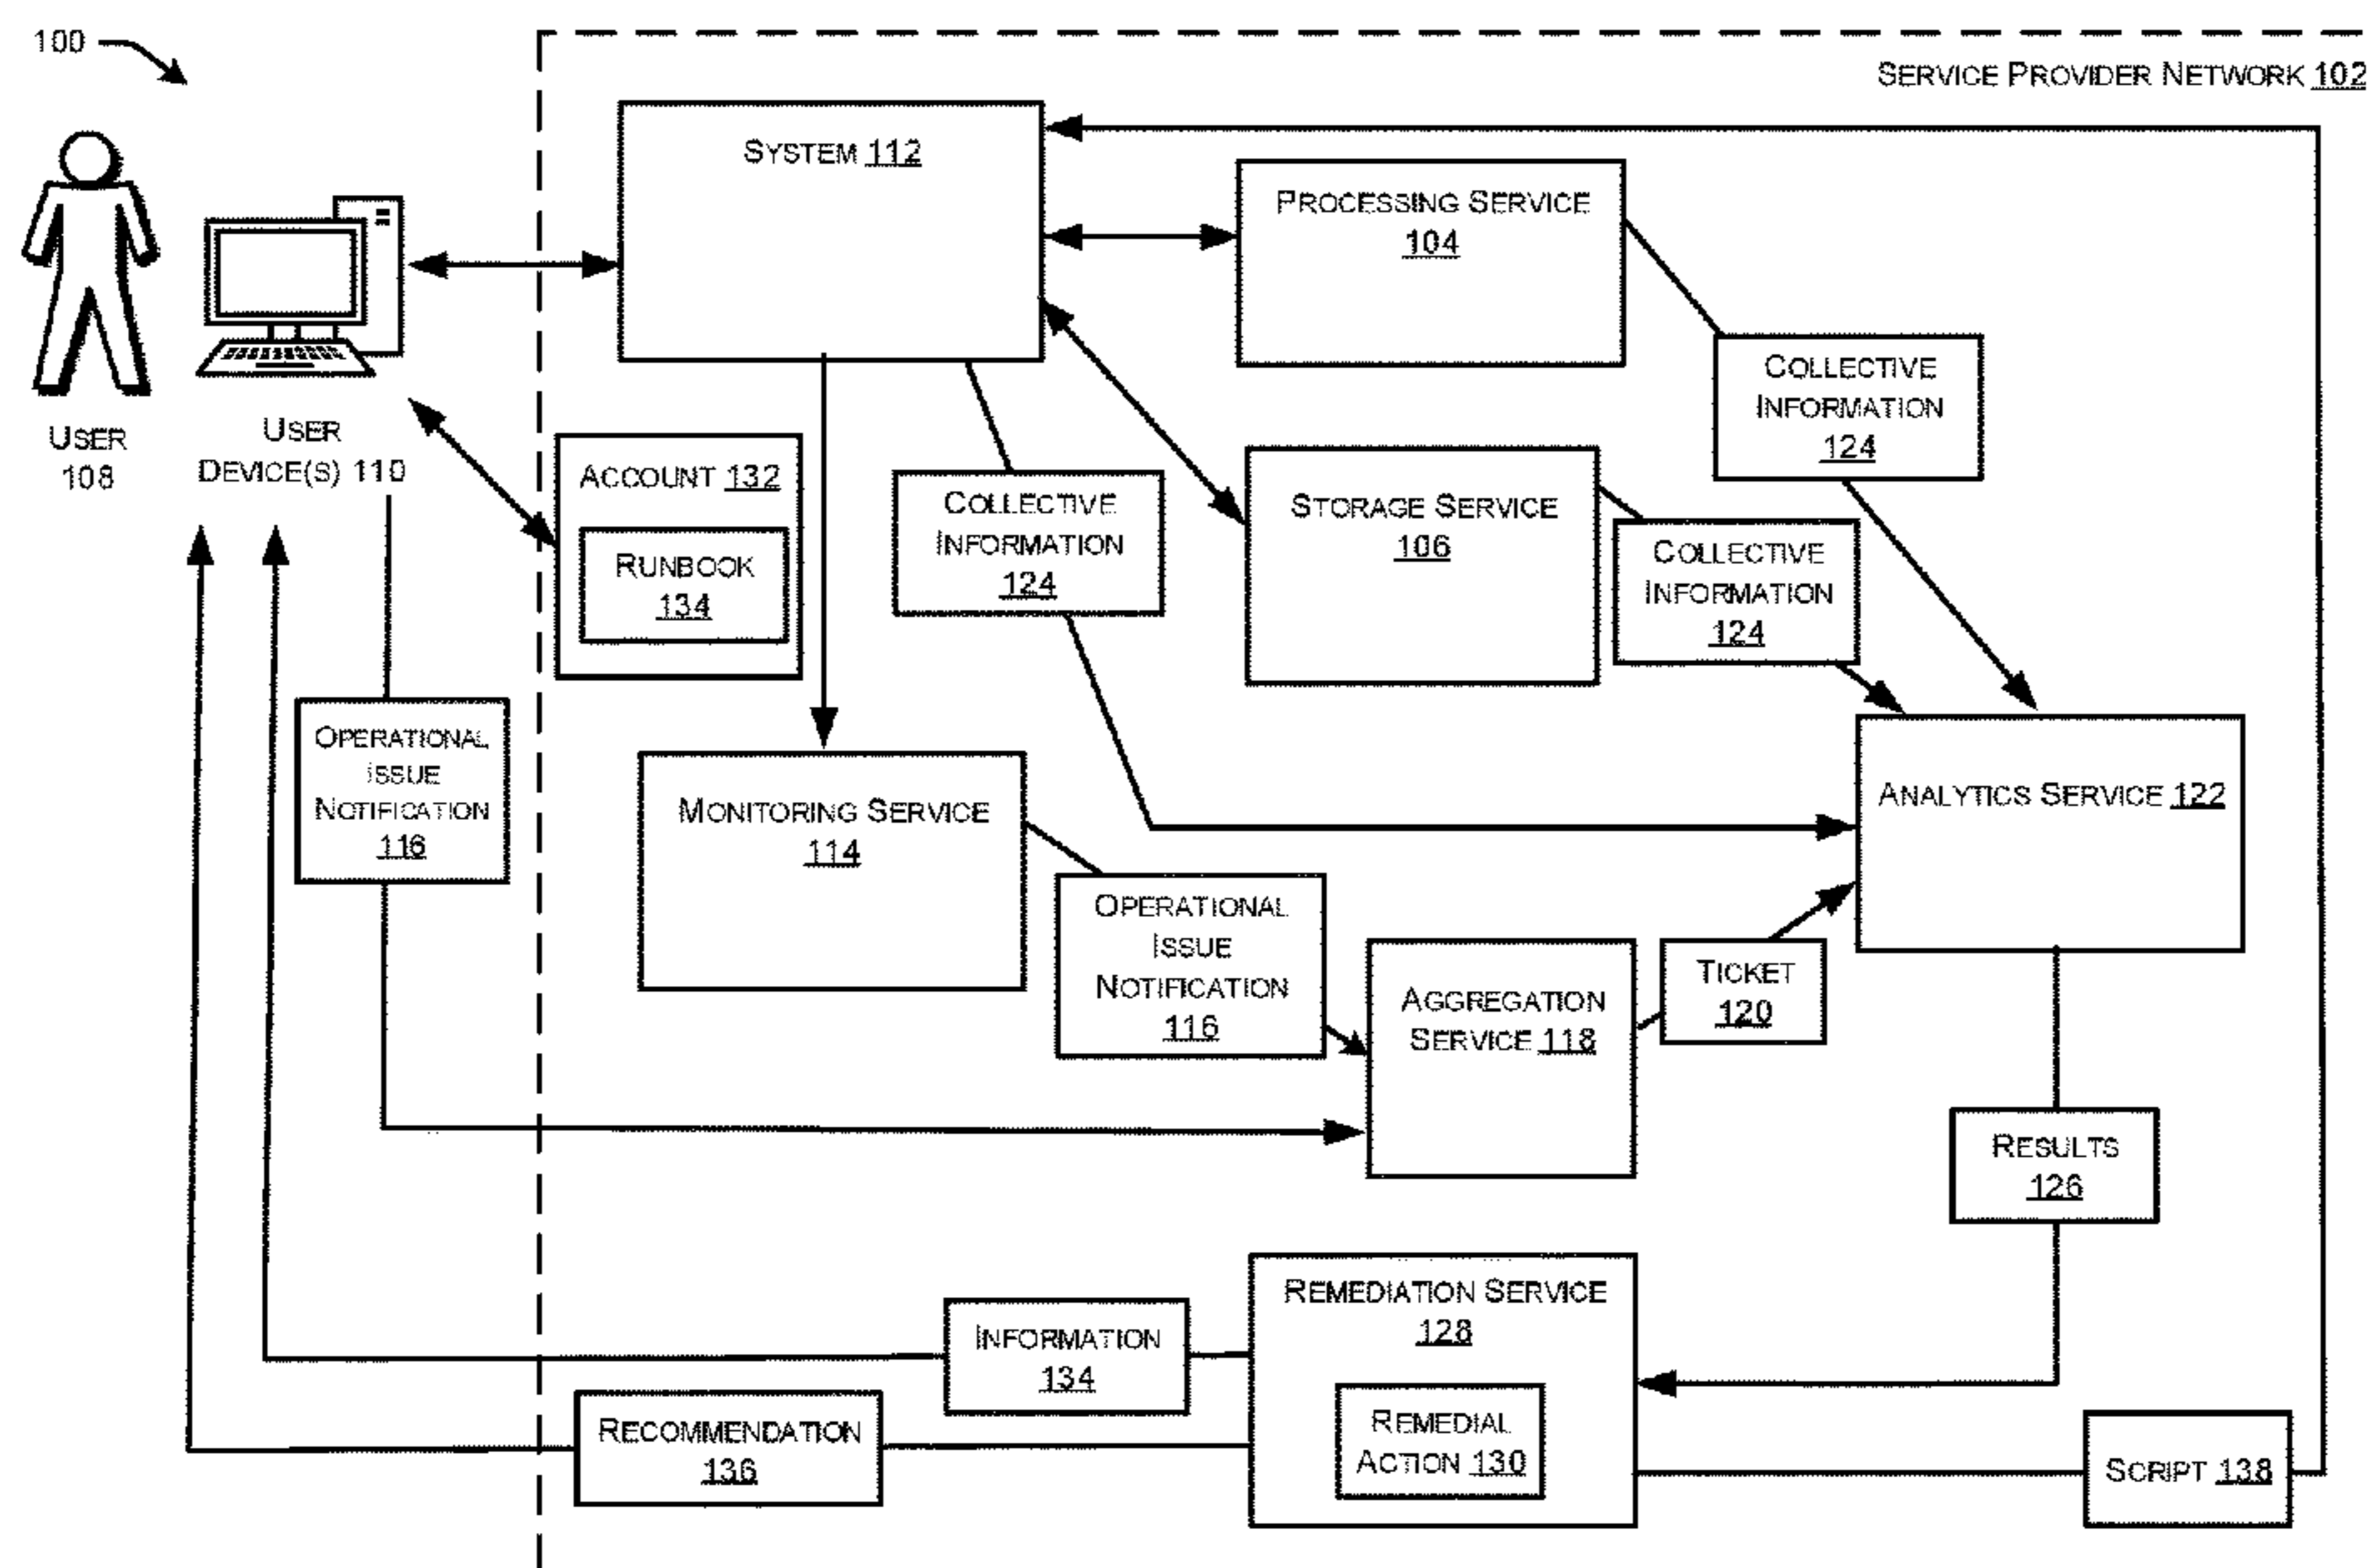 100
SERVICE PROVIDER NETWORK 102
SYSTEM 112
PROCESSING SERVICE
104
COLLECTIVE
INFORMATION
124
USER
108
USER
DEVICE(S) 110
ACCOUNT 132
RUNBOOK
134
COLLECTIVE
INFORMATION
124
STORAGE SERVICE
106
COLLECTIVE
INFORMATION
124
OPERATIONAL
ISSUE
NOTIFICATION
116
MONITORING SERVICE
114
ANALYTICS SERVICE 122
OPERATIONAL
ISSUE
NOTIFICATION
116
AGGREGATION
SERVICE 118
TICKET
120
RESULTS
126
REMEDIATION SERVICE
128
INFORMATION
134
REMEDIAL
ACTION 130
RECOMMENDATION
136
SCRIPT 138